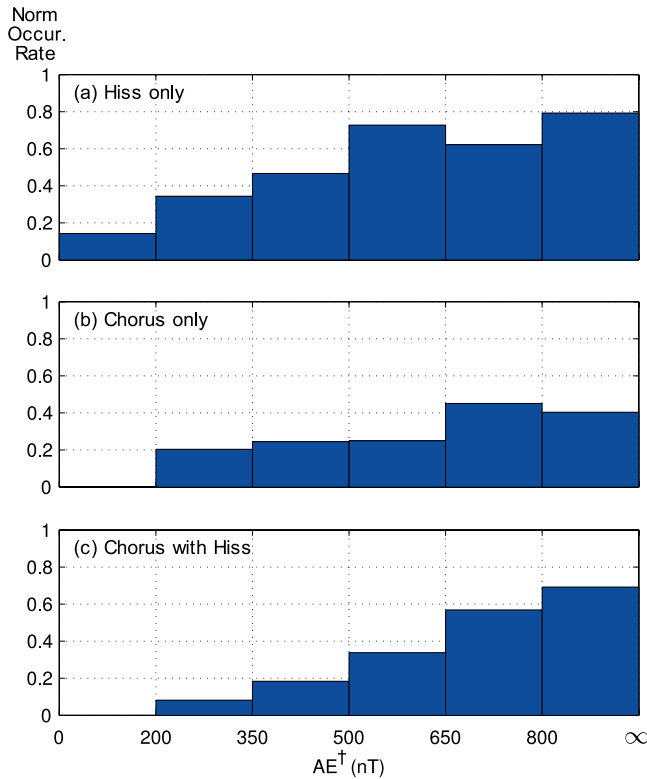 Norm
Occur.
Rate
1
(a) Hiss only
0.8
0.6
0.4
0.2
0
1
(b) Chorus only
0.8
0.6
0.4
0.2
0
1
(c) Chorus with Hiss
0.8
0.6
0.4
0.2
0
0 200 350 500 650 800 ∞
AE† (nT)